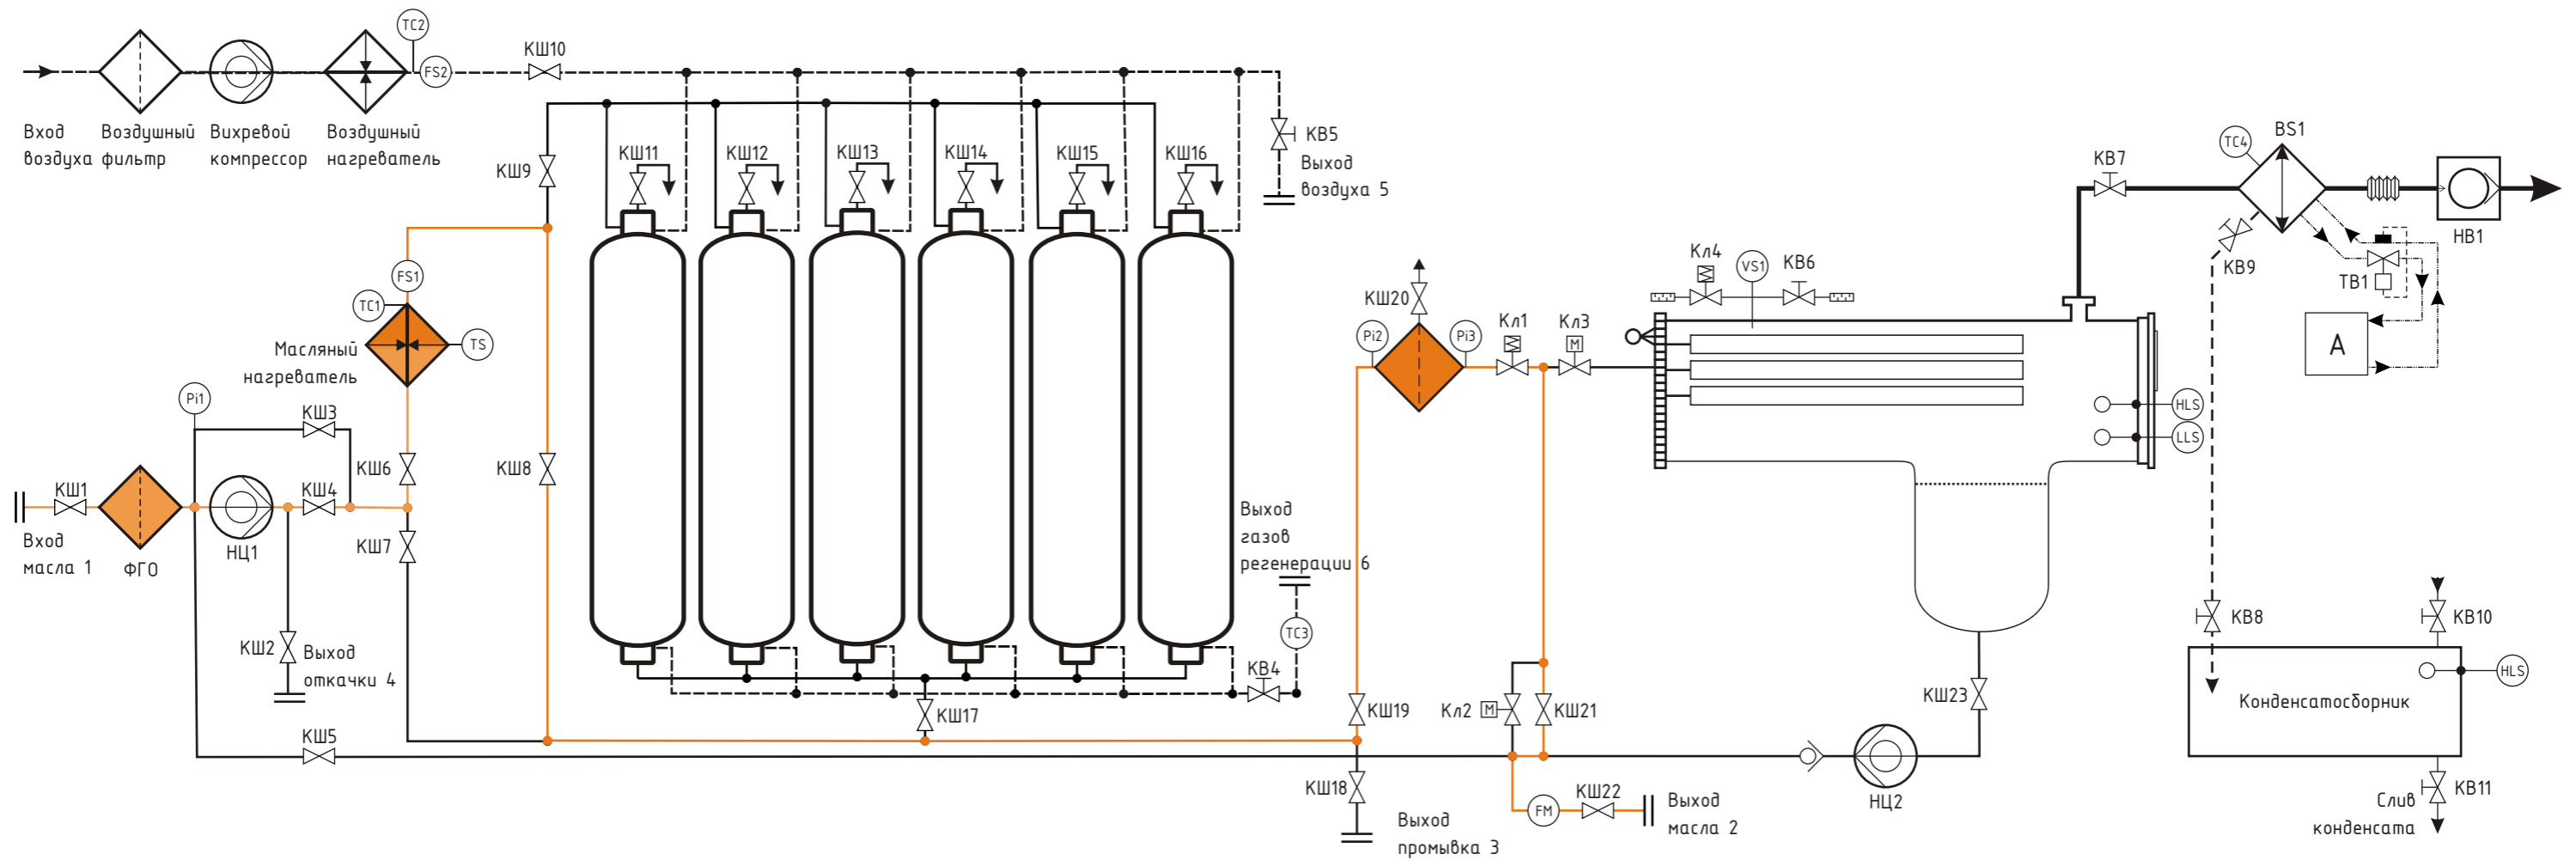 TC2
FS2
КШ10
Вход
воздуха
Воздушный
фильтр
Вихревой
компрессор
Воздушный
нагреватель
КШ9
КШ11
КШ12
КШ13
КШ14
КШ15
КШ16
КВ5
Выход
воздуха 5
FS1
TC1
TS
Масляный
нагреватель
Pi1
КШ3
КШ6
КШ8
КШ1
КШ4
Вход
масла 1
ФГО
НЦ1
КШ7
КШ2
Выход
откачки 4
КШ5
Выход
газов
регенерации 6
TC3
КВ4
КШ17
КШ20
Pi2
Pi3
Кл1
Кл3
M
Кл4
VS1
КВ6
КШ19
Кл2
M
КШ21
КШ18
Выход
промывка 3
FM
КШ22
Выход
масла 2
НЦ2
КШ23
HLS
LLS
КВ7
TC4
BS1
НВ1
КВ9
ТВ1
А
КВ8
КВ10
HLS
Конденсатосборник
КВ11
Слив
конденсата